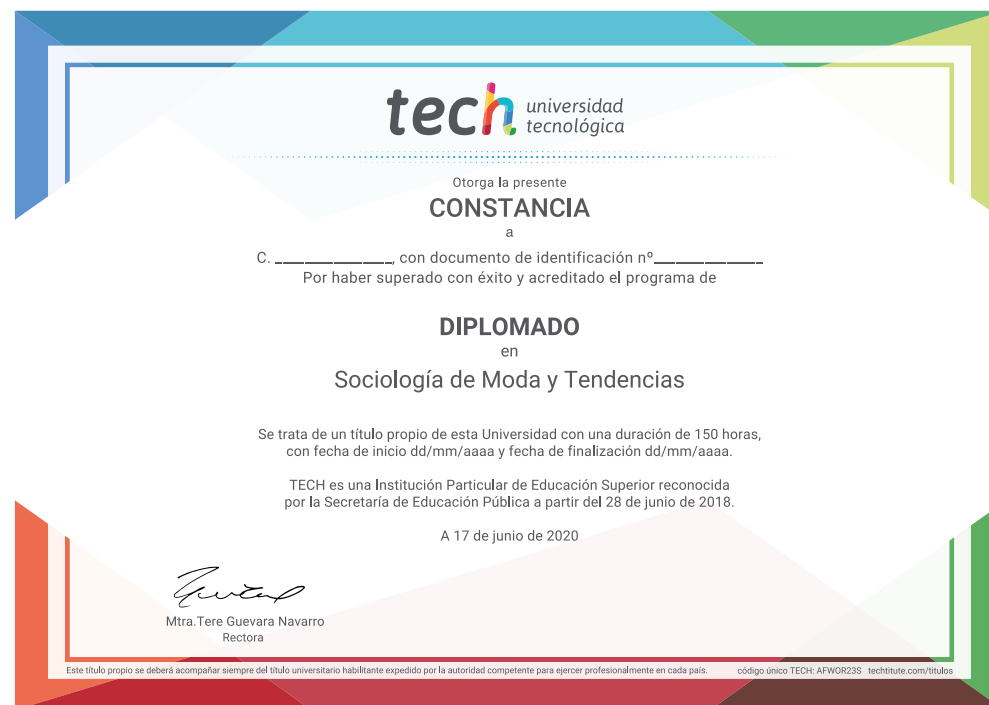 tech universidad
tecnológica
Otorga la presente
CONSTANCIA
a
C. ______________, con documento de identificación nº_____________
Por haber superado con éxito y acreditado el programa de
DIPLOMADO
en
Sociología de Moda y Tendencias
Se trata de un título propio de esta Universidad con una duración de 150 horas,
con fecha de inicio dd/mm/aaaa y fecha de finalización dd/mm/aaaa.
TECH es una Institución Particular de Educación Superior reconocida
por la Secretaría de Educación Pública a partir del 28 de junio de 2018.
A 17 de junio de 2020
Mtra.Tere Guevara Navarro
Rectora
Este título propio se deberá acompañar siempre del título universitario habilitante expedido por la autoridad competente para ejercer profesionalmente en cada país. código único TECH: AFWOR23S techtitute.com/titulos